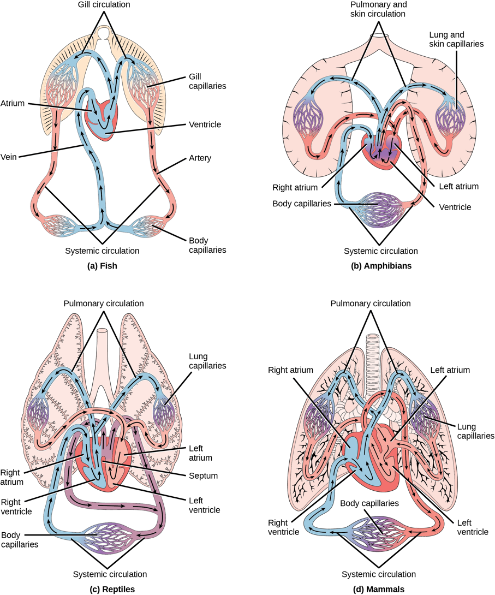 Gill circulation
Gill
capillaries
Atrium
Ventricle
Vein
Artery
Body
capillaries
Systemic circulation
(a) Fish
Pulmonary and
skin circulation
Lung and
skin capillaries
Right atrium
Left atrium
Body capillaries
Ventricle
Systemic circulation
(b) Amphibians
Pulmonary circulation
Lung
capillaries
Left
atrium
Right
atrium
Septum
Right
ventricle
Left
ventricle
Body
capillaries
Systemic circulation
(c) Reptiles
Pulmonary circulation
Right atrium
Left atrium
Lung
capillaries
Body capillaries
Right
ventricle
Left
ventricle
Systemic circulation
(d) Mammals